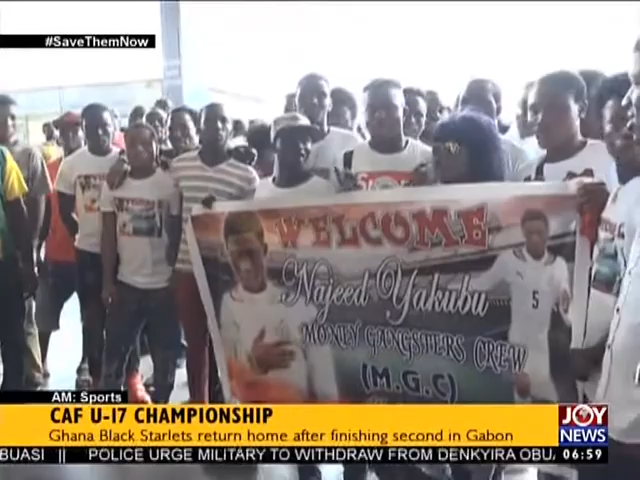 #SaveThemNow
WELCOME
Najeed Yakubu
MONEY GANGSTERS CREW
(M.G.C)
5
AM: Sports
CAF U-17 CHAMPIONSHIP
Ghana Black Starlets return home after finishing second in Gabon
JOY
NEWS
BUASI || POLICE URGE MILITARY TO WITHDRAW FROM DENKYIRA OBU
06:59